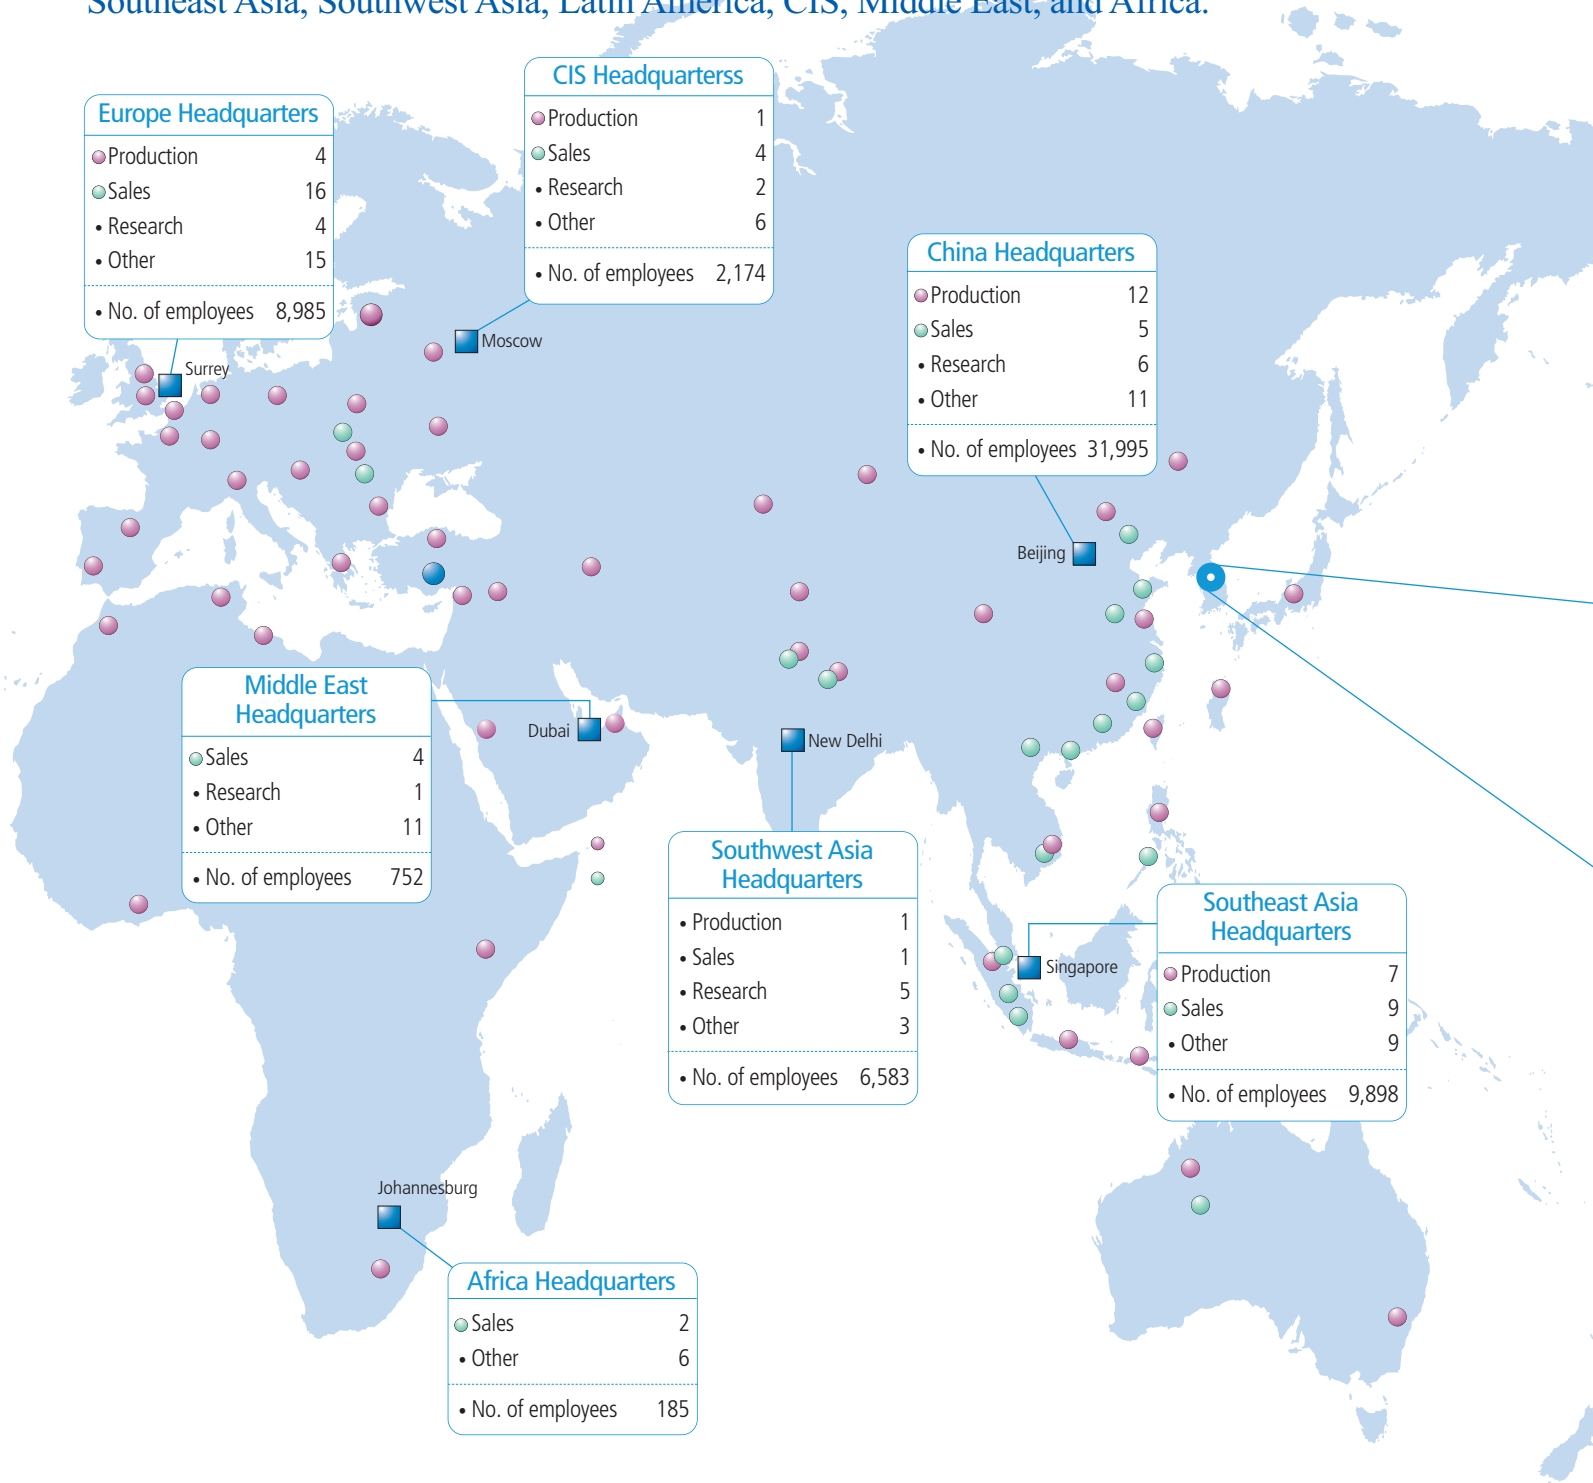 Southeast Asia, Southwest Asia, Latin America, CIS, Middle East, and Africa.
CIS Headquarterss
Production 1
Sales 4
• Research 2
• Other 6
• No. of employees 2,174
Europe Headquarters
Production 4
Sales 16
• Research 4
• Other 15
• No. of employees 8,985
China Headquarters
Production 12
Sales 5
• Research 6
• Other 11
• No. of employees 31,995
Moscow
Surrey
Beijing
Middle East
Headquarters
Sales 4
• Research 1
• Other 11
• No. of employees 752
Dubai
New Delhi
Southwest Asia
Headquarters
• Production 1
• Sales 1
• Research 5
• Other 3
• No. of employees 6,583
Southeast Asia
Headquarters
Production 7
Sales 9
• Other 9
• No. of employees 9,898
Singapore
Johannesburg
Africa Headquarters
Sales 2
• Other 6
• No. of employees 185